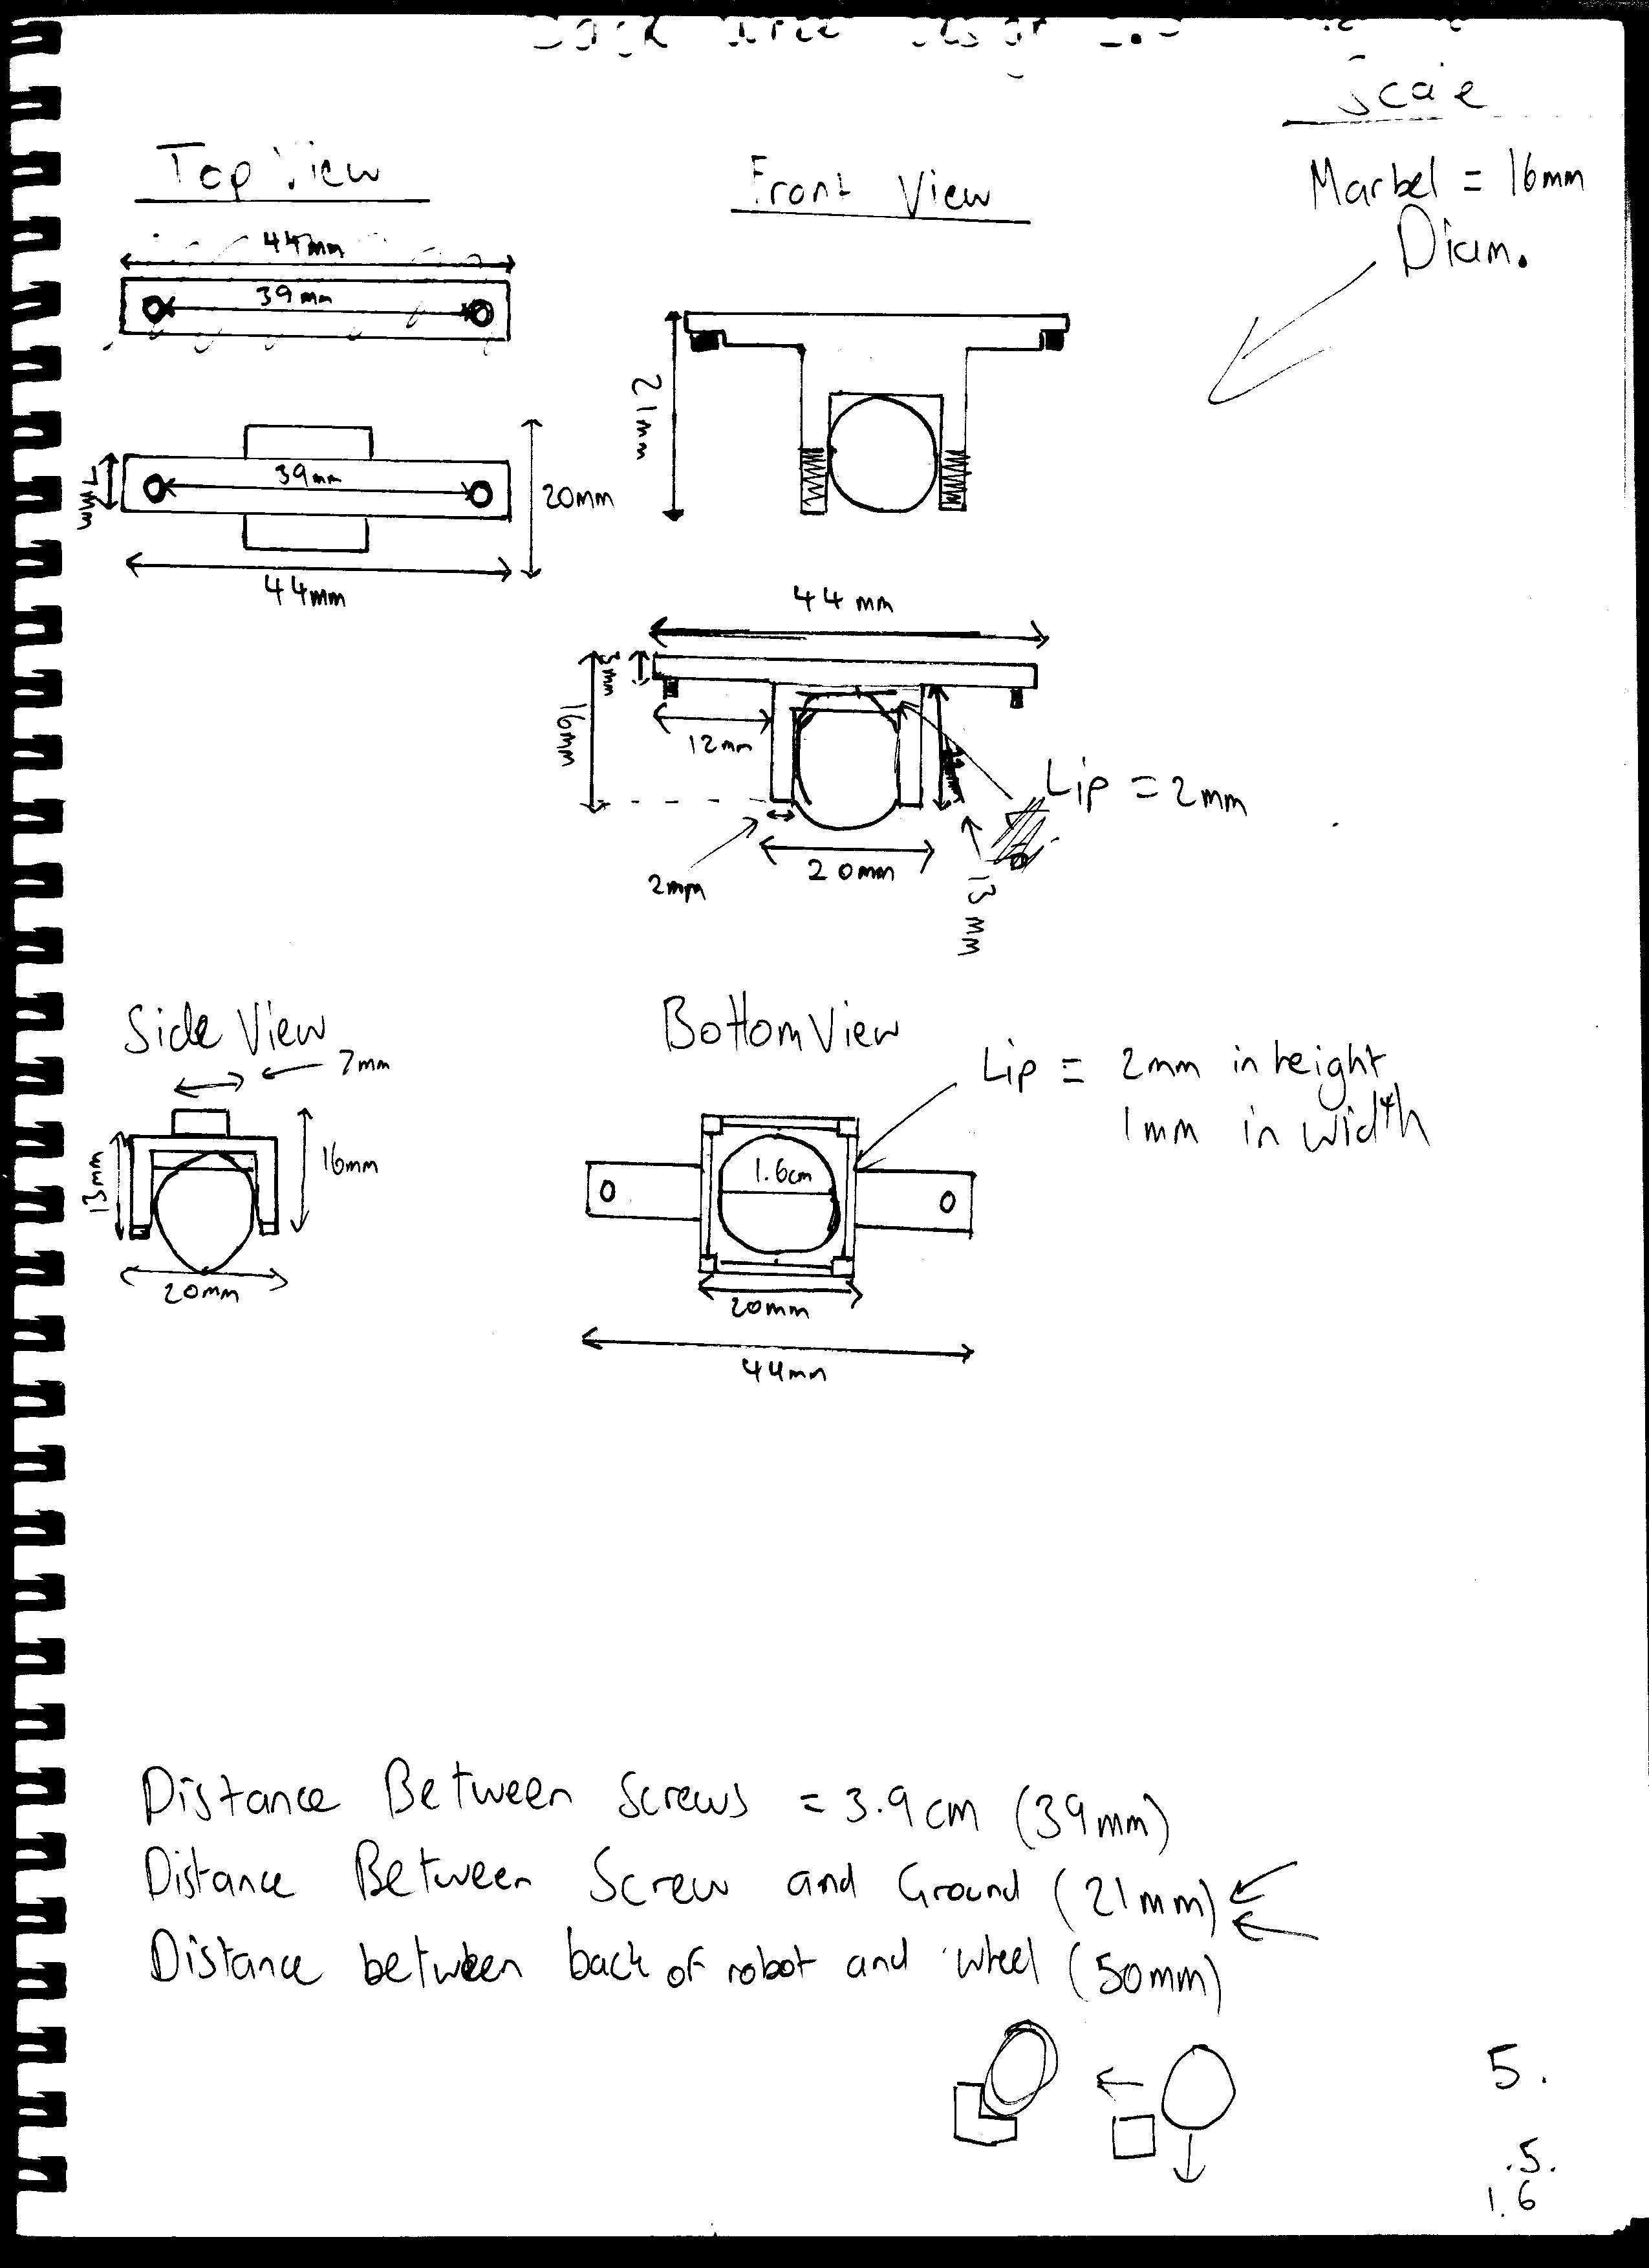 Scale
Marbel = 16mm
Diam.
Top View
44mm
39mm
7mm
39mm
20mm
44mm
Front View
21mm
44 mm
3mm
16mm
12mm
Lip = 2mm
2mm
20mm
13 mm
Side View
7mm
13mm
16mm
20mm
Bottom View
Lip = 2mm in height
1mm in width
1.6cm
20mm
44mm
Distance Between Screws = 3.9cm (39mm)
Distance Between Screw and Ground (21mm)
Distance between back of robot and wheel (50mm)
5.
.5.
1.6